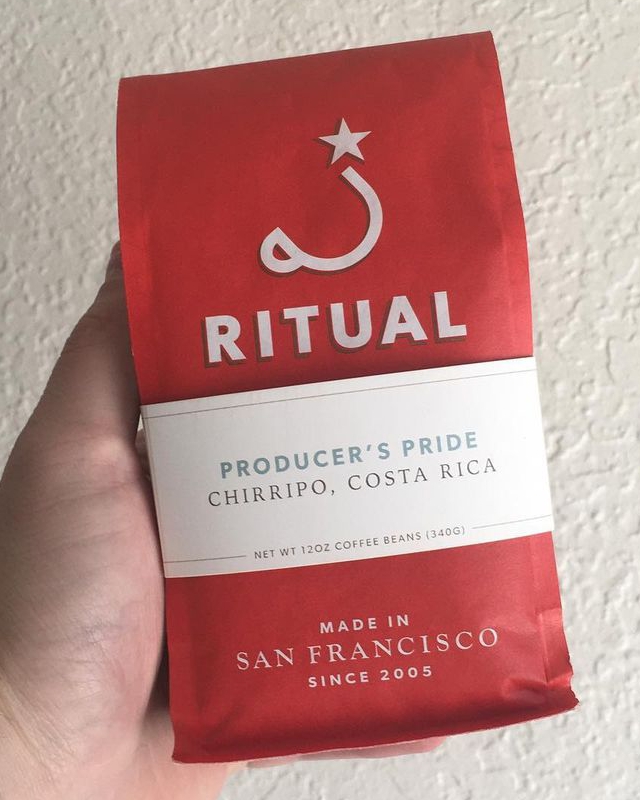 RITUAL
PRODUCER'S PRIDE
CHIRRIPO, COSTA RICA
NET WT 12OZ COFFEE BEANS (340G)
MADE IN
SAN FRANCISCO
SINCE 2005